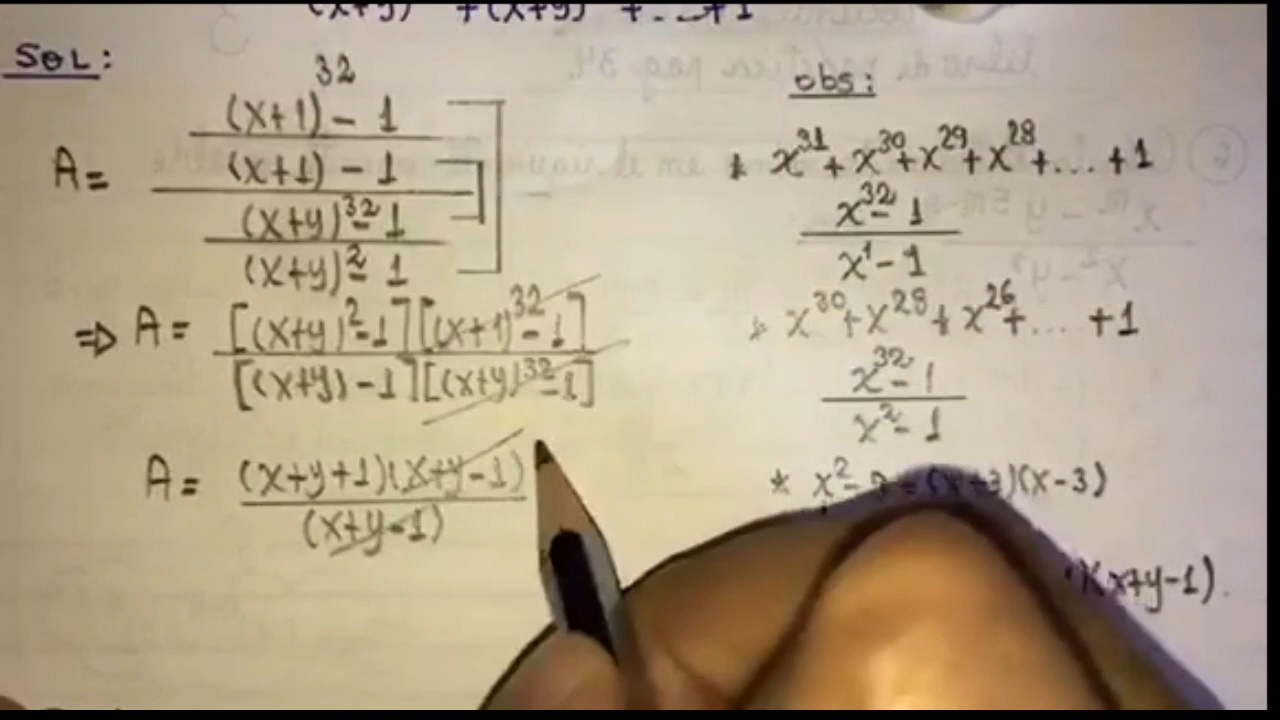 (x+y) + (x+y) + ... + 1
SOL:
A = (x+1)^32 - 1
(x+1) - 1
(x+y)^32 - 1
(x+y)^2 - 1
⇒ A = [(x+y)^2 - 1][(x+1)^32 - 1]
[(x+y) - 1][(x+y)^32 - 1]
A = (x+y+1)(x+y-1)
(x+y-1)
obs:
* x^31 + x^30 + x^29 + x^28 + ... + 1
x^32 - 1
x^1 - 1
* x^30 + x^28 + x^26 + ... + 1
x^32 - 1
x^2 - 1
* x^2 - (x+3)(x-3)
)(x+y-1).